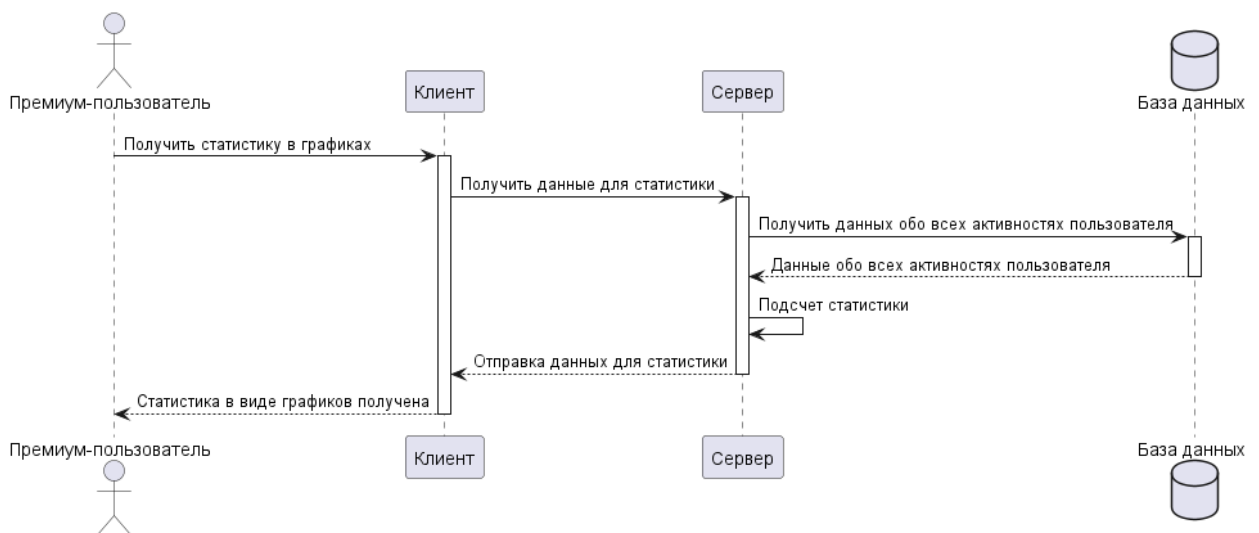 Премиум-пользователь
Клиент
Сервер
База данных
Получить статистику в графиках
Получить данные для статистики
Получить данных обо всех активностях пользователя
Данные обо всех активностях пользователя
Подсчет статистики
Отправка данных для статистики
Статистика в виде графиков получена
Премиум-пользователь
Клиент
Сервер
База данных